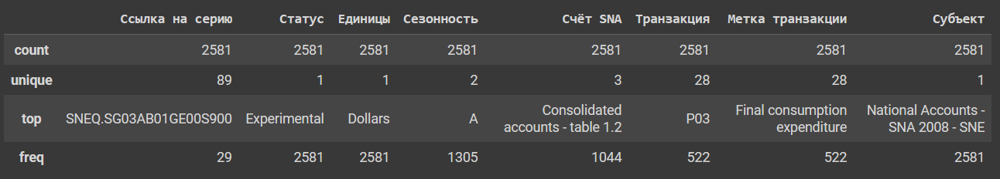 Ссылка на серию Статус Единицы Сезонность Счёт SNA Транзакция Метка транзакции Субъект
count 2581 2581 2581 2581 2581 2581 2581 2581
unique 89 1 1 2 3 28 28 1
top SNEQ.SG03AB01GE00S900 Experimental Dollars A Consolidated accounts - table 1.2 P03 Final consumption expenditure National Accounts - SNA 2008 - SNE
freq 29 2581 2581 1305 1044 522 522 2581